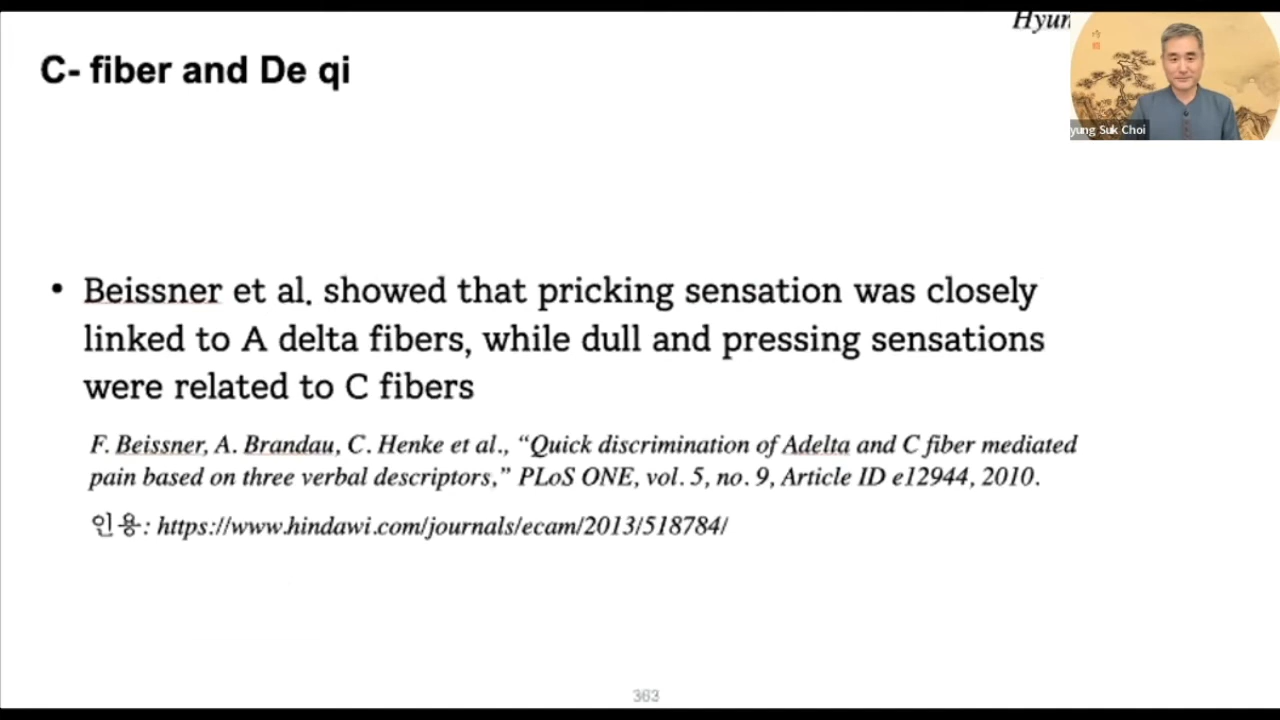 Hyun
C- fiber and De qi
yung Suk Choi
• Beissner et al. showed that pricking sensation was closely
linked to A delta fibers, while dull and pressing sensations
were related to C fibers
F. Beissner, A. Brandau, C. Henke et al., “Quick discrimination of Adelta and C fiber mediated
pain based on three verbal descriptors,” PLoS ONE, vol. 5, no. 9, Article ID e12944, 2010.
인용: https://www.hindawi.com/journals/ecam/2013/518784/
363